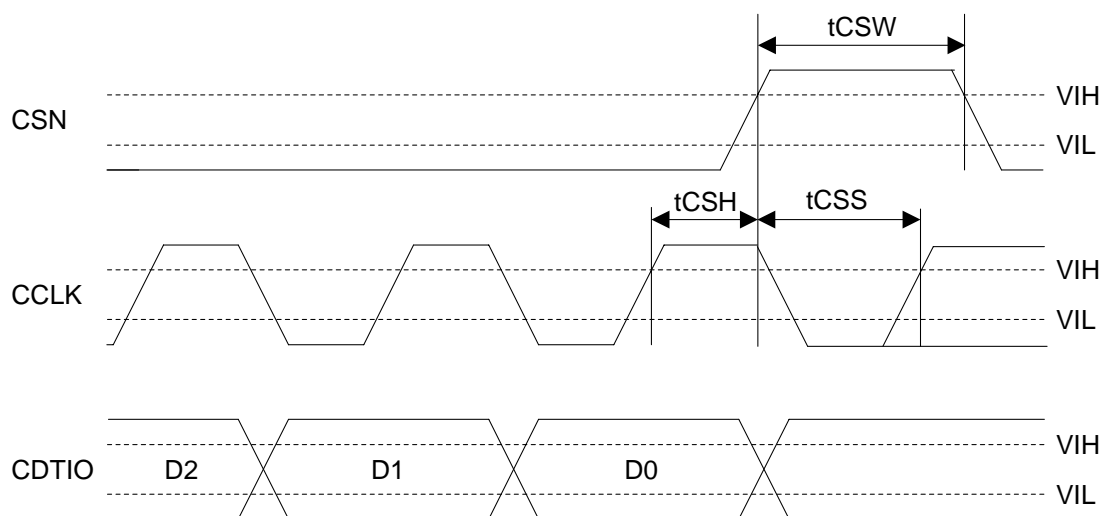 tCSW
CSN
VIH
VIL
tCSH
tCSS
CCLK
VIH
VIL
CDTIO
D2
D1
D0
VIH
VIL